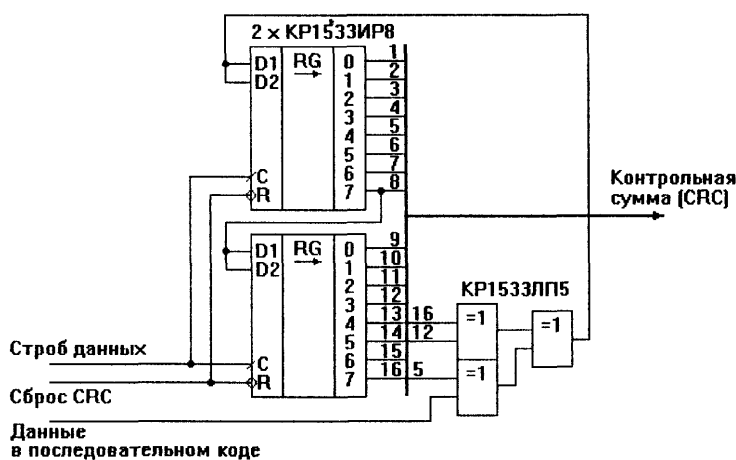 2 × КР1533ИР8
D1
D2
RG
0
1
2
3
4
5
6
7
1
2
3
4
5
6
7
8
C
R
Контрольная
сумма (CRC)
D1
D2
RG
0
1
2
3
4
5
6
7
9
10
11
12
13
14
15
16
16
12
5
C
R
КР1533ЛП5
=1
=1
=1
Строб данных
Сброс CRC
Данные
в последовательном коде